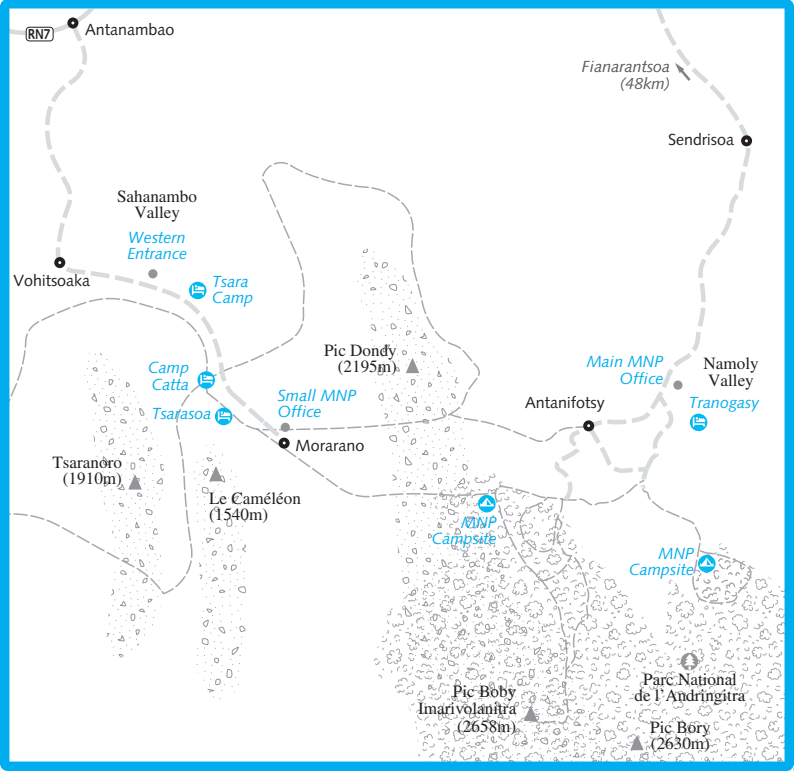 RN7
Antanambao
Fianarantsoa
(48km)
Sendrisoa
Sahanambo
Valley
Western
Entrance
Vohitsoaka
Tsara
Camp
Pic Dondy
(2195m)
Main MNP
Office
Namoly
Valley
Camp
Catta
Small MNP
Office
Antanifotsy
Tranogasy
Tsarasoa
Morarano
Tsaranoro
(1910m)
Le Caméléon
(1540m)
MNP
Campsite
MNP
Campsite
Parc National
de l'Andringitra
Pic Boby
Imarivolanitra
(2658m)
Pic Bory
(2630m)